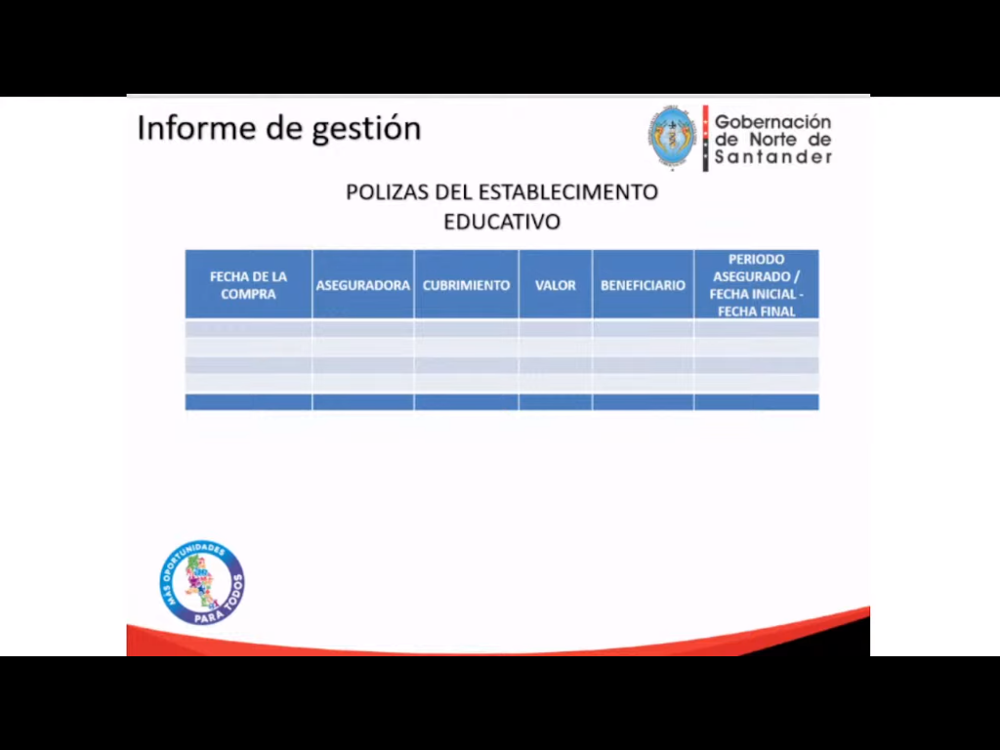 Informe de gestión
Gobernación
de Norte de
Santander
POLIZAS DEL ESTABLECIMENTO
EDUCATIVO
FECHA DE LA
COMPRA
ASEGURADORA
CUBRIMIENTO
VALOR
BENEFICIARIO
PERIODO
ASEGURADO /
FECHA INICIAL -
FECHA FINAL
MÁS OPORTUNIDADES
PARA TODOS